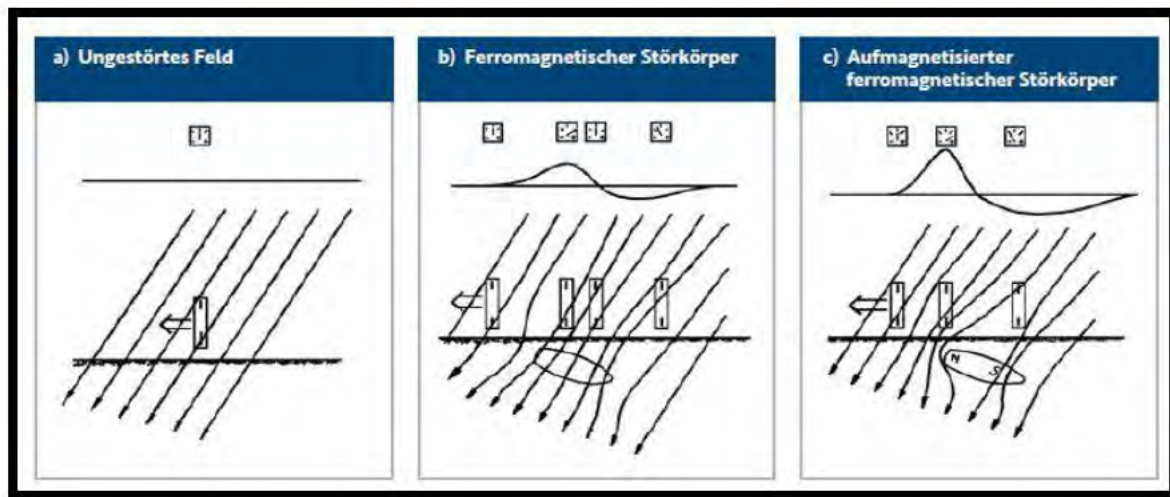 a) Ungestörtes Feld
b) Ferromagnetischer Störkörper
c) Aufmagnetisierter
ferromagnetischer Störkörper
N
S